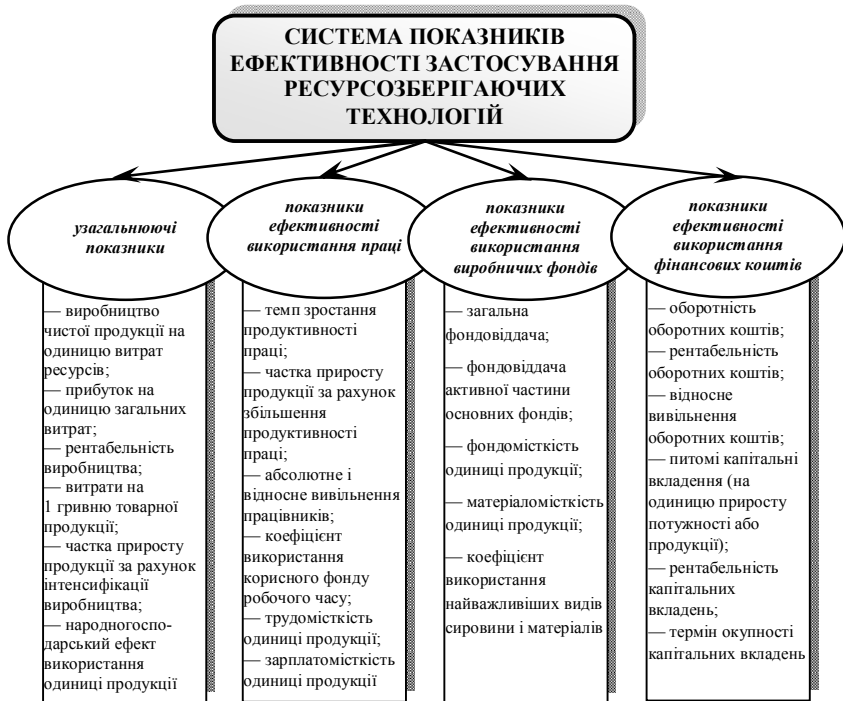 СИСТЕМА ПОКАЗНИКІВ
ЕФЕКТИВНОСТІ ЗАСТОСУВАННЯ
РЕСУРСОЗБЕРІГАЮЧИХ
ТЕХНОЛОГІЙ
узагальнюючі
показники
— виробництво
чистої продукції на
одиницю витрат
ресурсів;
— прибуток на
одиницю загальних
витрат;
— рентабельність
виробництва;
— витрати на
1 гривню товарної
продукції;
— частка приросту
продукції за рахунок
інтенсифікації
виробництва;
— народногоспо-
дарський ефект
використання
одиниці продукції
показники
ефективності
використання праці
— темп зростання
продуктивності
праці;
— частка приросту
продукції за рахунок
збільшення
продуктивності
праці;
— абсолютне і
відносне вивільнення
працівників;
— коефіцієнт
використання
корисного фонду
робочого часу;
— трудомісткість
одиниці продукції;
— зарплатомісткість
одиниці продукції
показники
ефективності
використання
виробничих фондів
— загальна
фондовіддача;
— фондовіддача
активної частини
основних фондів;
— фондомісткість
одиниці продукції;
— матеріаломісткість
одиниці продукції;
— коефіцієнт
використання
найважливіших видів
сировини і матеріалів
показники
ефективності
використання
фінансових коштів
— оборотність
оборотних коштів;
— рентабельність
оборотних коштів;
— відносне
вивільнення
оборотних коштів;
— питомі капітальні
вкладення (на
одиницю приросту
потужності або
продукції);
— рентабельність
капітальних
вкладень;
— термін окупності
капітальних вкладень